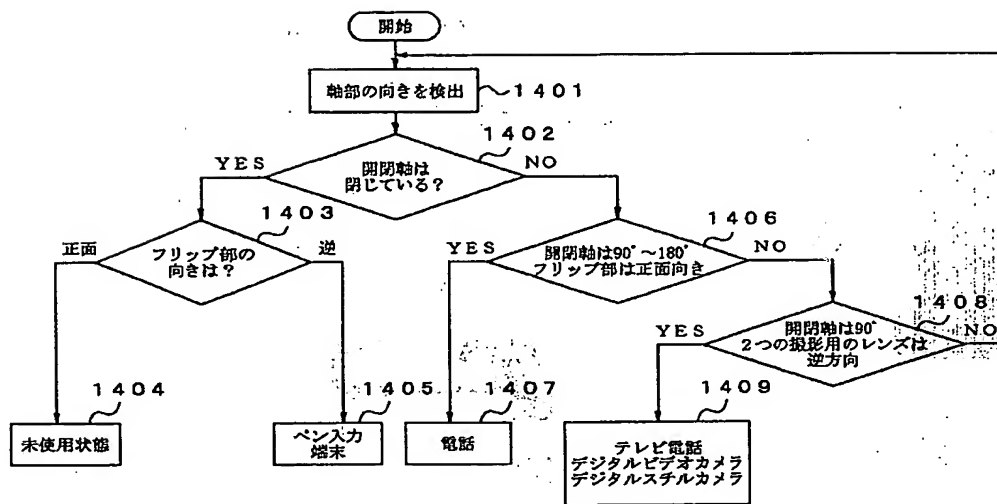 開始
軸部の向きを検出
1401
1402
YES
開閉軸は
閉じている?
NO
1403
正面
フリップ部の
向きは?
逆
1406
YES
開閉軸は90°~180°
フリップ部は正面向き
NO
1408
YES
開閉軸は90°
2つの撮影用のレンズは
逆方向
NO
1404
未使用状態
1405
ペン入力
端末
1407
電話
1409
テレビ電話
デジタルビデオカメラ
デジタルスチルカメラ